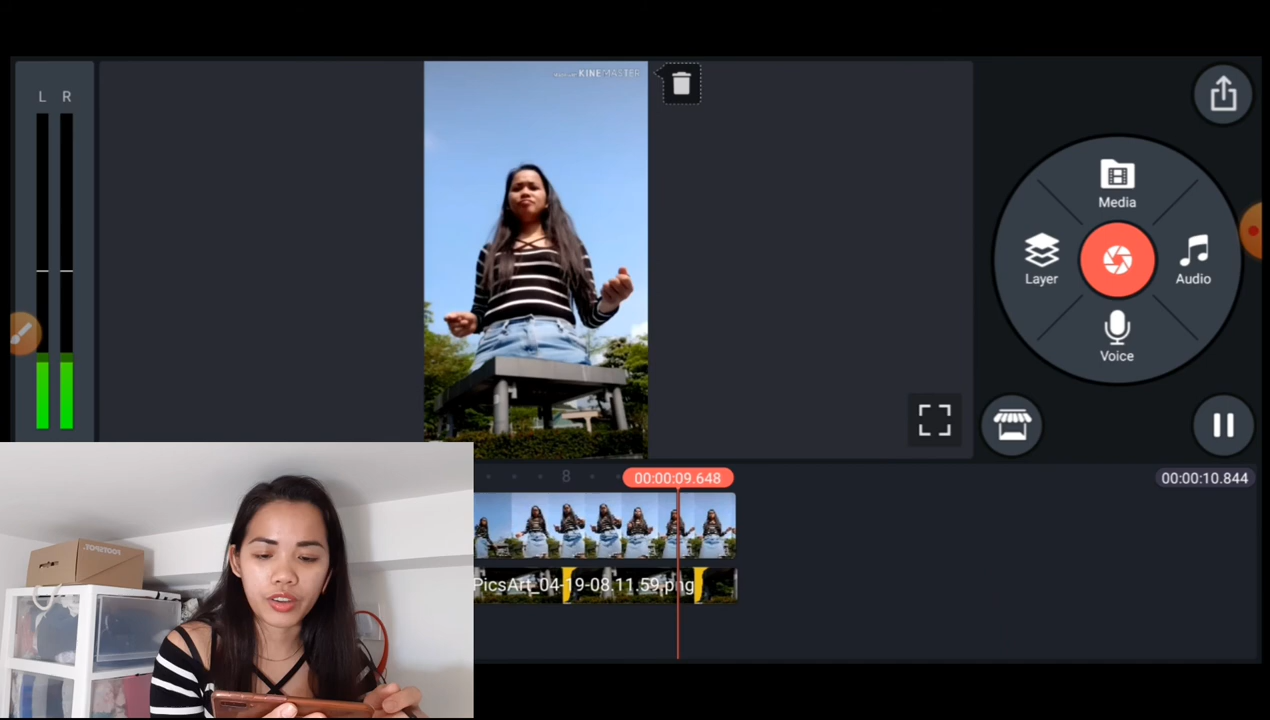 L R
KINEMASTER
Media
Layer
Audio
Voice
8
00:00:09.648
00:00:10.844
PicsArt_04-19-08.11.59.png